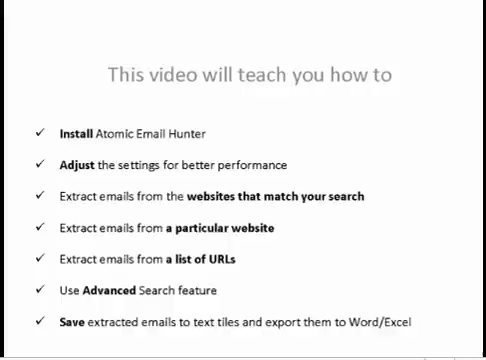 This video will teach you how to
✓ Install Atomic Email Hunter
✓ Adjust the settings for better performance
✓ Extract emails from the websites that match your search
✓ Extract emails from a particular website
✓ Extract emails from a list of URLs
✓ Use Advanced Search feature
✓ Save extracted emails to text tiles and export them to Word/Excel